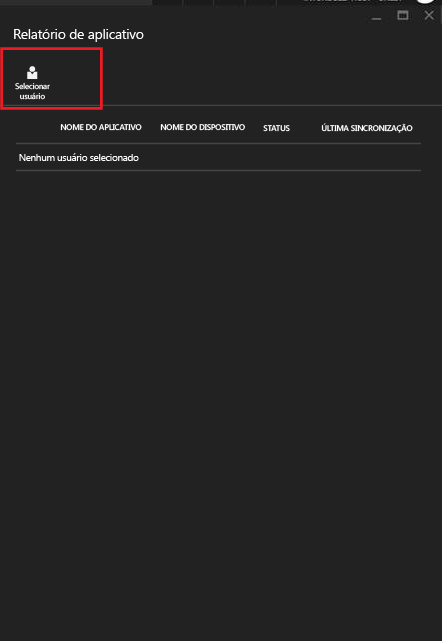 Relatório de aplicativo
Selecionar
usuário
NOME DO APLICATIVO NOME DO DISPOSITIVO STATUS ÚLTIMA SINCRONIZAÇÃO
Nenhum usuário selecionado